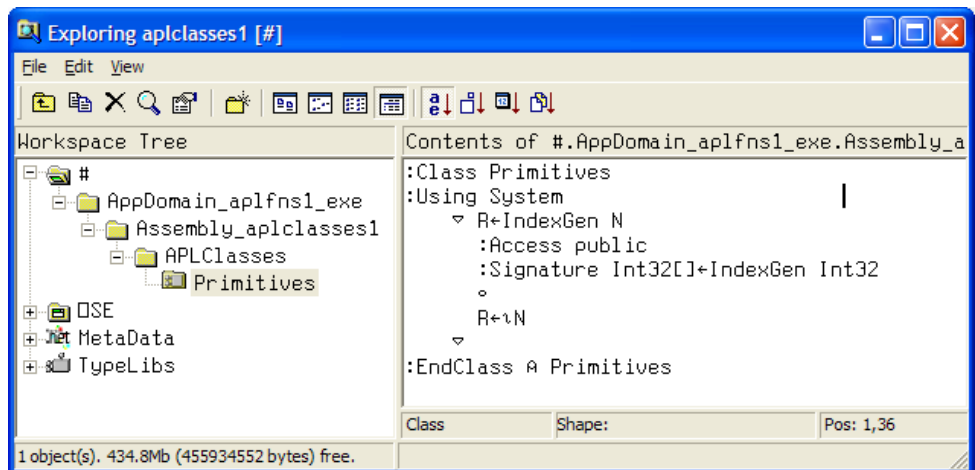 Exploring aplclasses1 [#]
File Edit View
Workspace Tree
#
AppDomain_aplfns1_exe
Assembly_aplclasses1
APLClasses
Primitives
⎕SE
MetaData
TypeLibs
Contents of #.AppDomain_aplfns1_exe.Assembly_a
:Class Primitives
:Using System
∇ R←IndexGen N
:Access public
:Signature Int32[]←IndexGen Int32
∘
R←⍳N
∇
:EndClass ⍝ Primitives
Class Shape: Pos: 1,36
1 object(s). 434.8Mb (455934552 bytes) free.